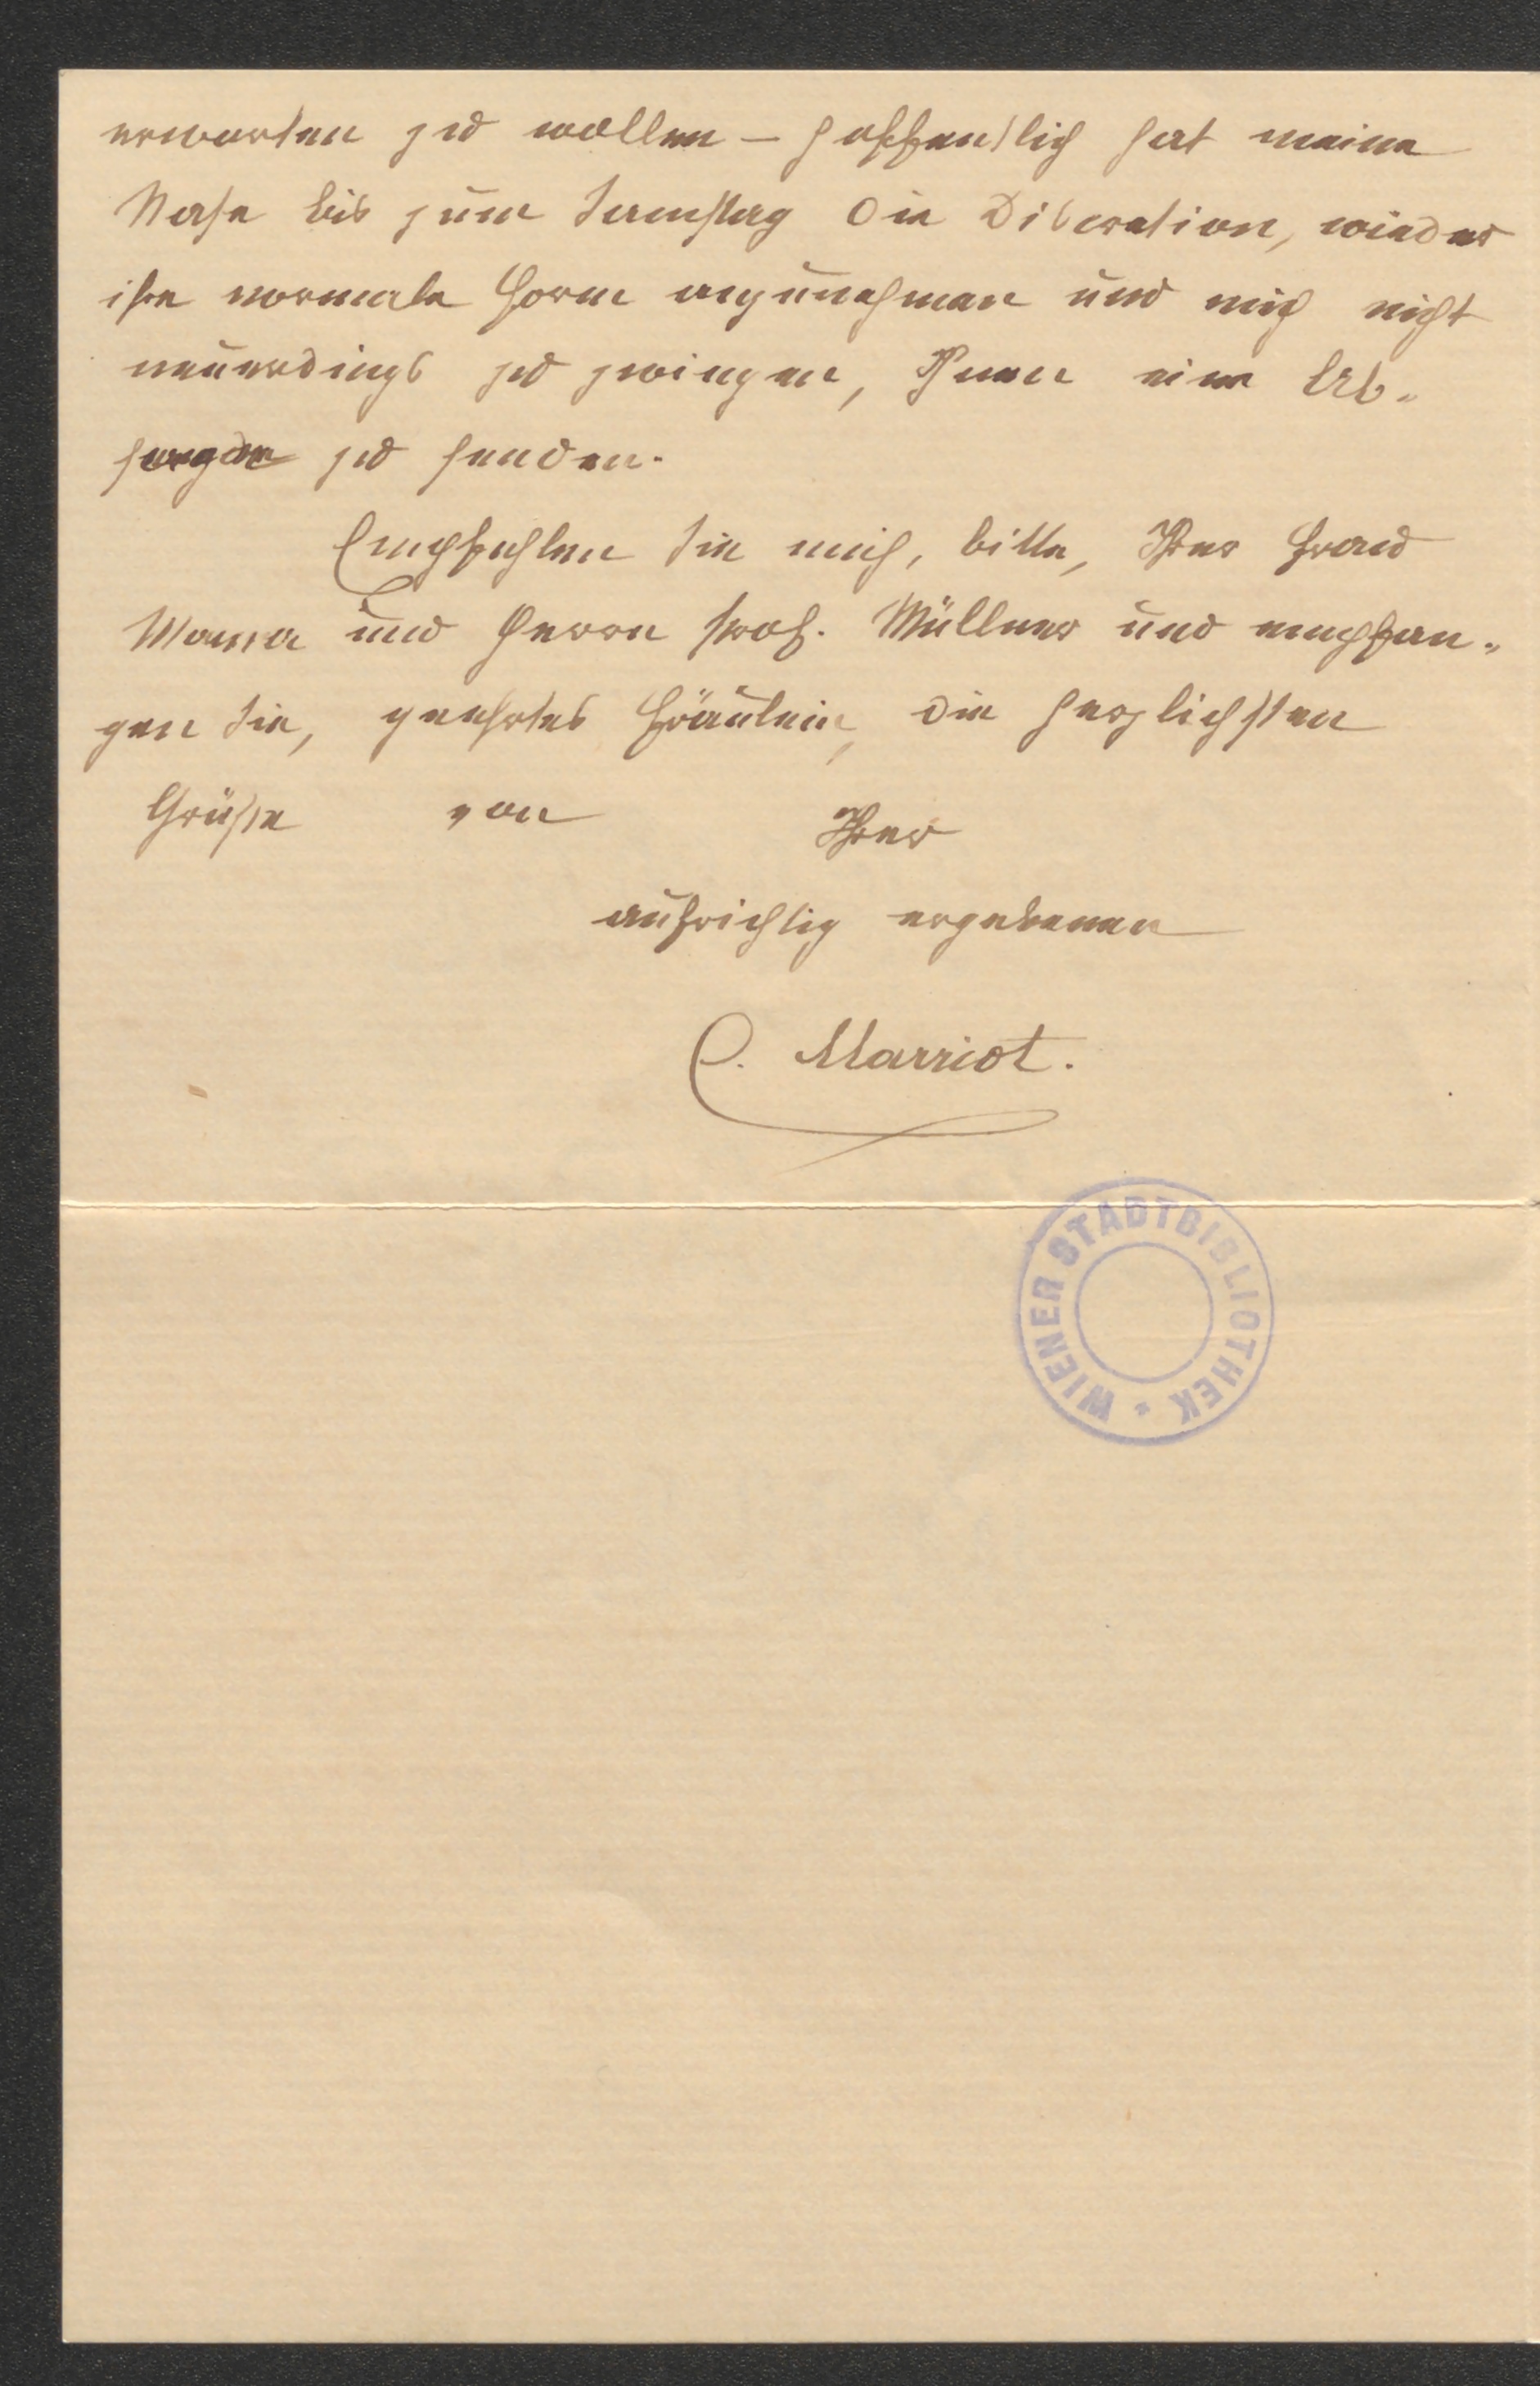 erwarten zu wollen – hoffentlich hat meine
Nase bis zum Samstag die Discretion, wieder
ihre normale Form anzunehmen und mich nicht
neuerdings zu zwingen, Ihnen eine Ab-
sage zu senden.
Empfehlen Sie mich, bitte, Ihrer Frau
Mama und Herrn Prof. Müllner und empfan-
gen Sie, geehrtes Fräulein, die herzlichsten
Grüße von Ihrer
aufrichtig ergebenen
E. Marriot.
WIENER STADTBIBLIOTHEK *